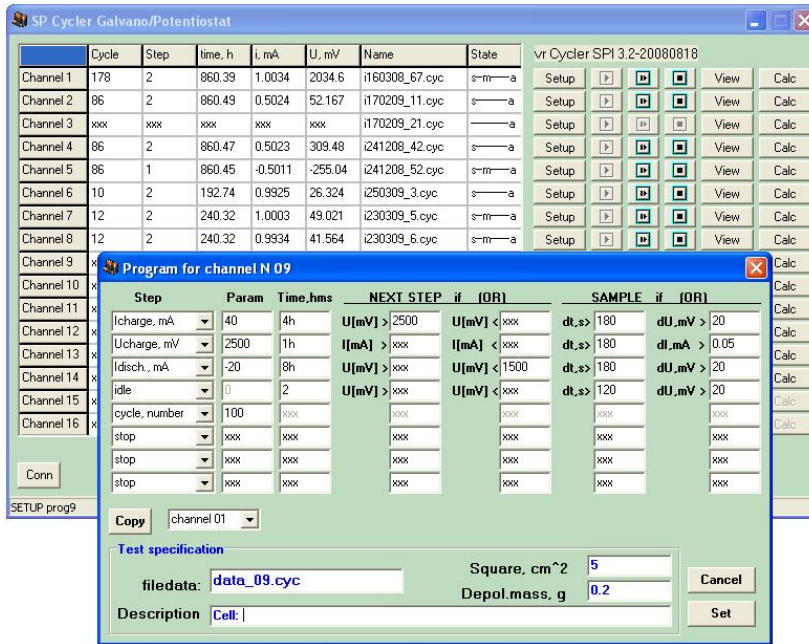 SP Cycler Galvano/Potentiostat
Cycle Step time, h i, mA U, mV Name State vr Cycler SPI 3.2-20080818
Channel 1 178 2 860.39 1.0034 2034.6 i160308_67.cyc s—m——a Setup View Calc
Channel 2 86 2 860.49 0.5024 52.167 i170209_11.cyc s———a Setup View Calc
Channel 3 xxx xxx xxx xxx xxx i170209_21.cyc ———a Setup View Calc
Channel 4 86 2 860.47 0.5023 309.48 i241208_42.cyc s———a Setup View Calc
Channel 5 86 1 860.45 -0.5011 -255.04 i241208_52.cyc s———a Setup View Calc
Channel 6 10 2 192.74 0.9925 26.324 i250309_3.cyc s———a Setup View Calc
Channel 7 12 2 240.32 1.0003 49.021 i230309_5.cyc s—m——a Setup View Calc
Channel 8 12 2 240.32 0.9934 41.564 i230309_6.cyc s—m——a Setup View Calc
Channel 9 x Calc
Channel 10 x Calc
Channel 11 x Calc
Channel 12 x Calc
Channel 13 x Calc
Channel 14 x Calc
Channel 15 x Calc
Channel 16 x Calc
Conn
SETUP prog9
Program for channel N 09
Step Param Time,hms NEXT STEP if (OR) SAMPLE if (OR)
Icharge, mA 40 4h U[mV] > 2500 U[mV] < xxx dt,s> 180 dU,mV > 20
Ucharge, mV 2500 1h I[mA] > xxx I[mA] < xxx dt,s> 180 dI,mA > 0.05
Idisch., mA -20 8h U[mV] > xxx U[mV] < 1500 dt,s> 180 dU,mV > 20
idle 0 2 U[mV] > xxx U[mV] < xxx dt,s> 120 dU,mV > 20
cycle, number 100 xxx xxx xxx xxx xxx
stop xxx xxx xxx xxx xxx xxx
stop xxx xxx xxx xxx xxx xxx
stop xxx xxx xxx xxx xxx xxx
Copy channel 01
Test specification
filedata: data_09.cyc
Square, cm^2 5
Depol.mass, g 0.2
Cancel
Description Cell:
Set